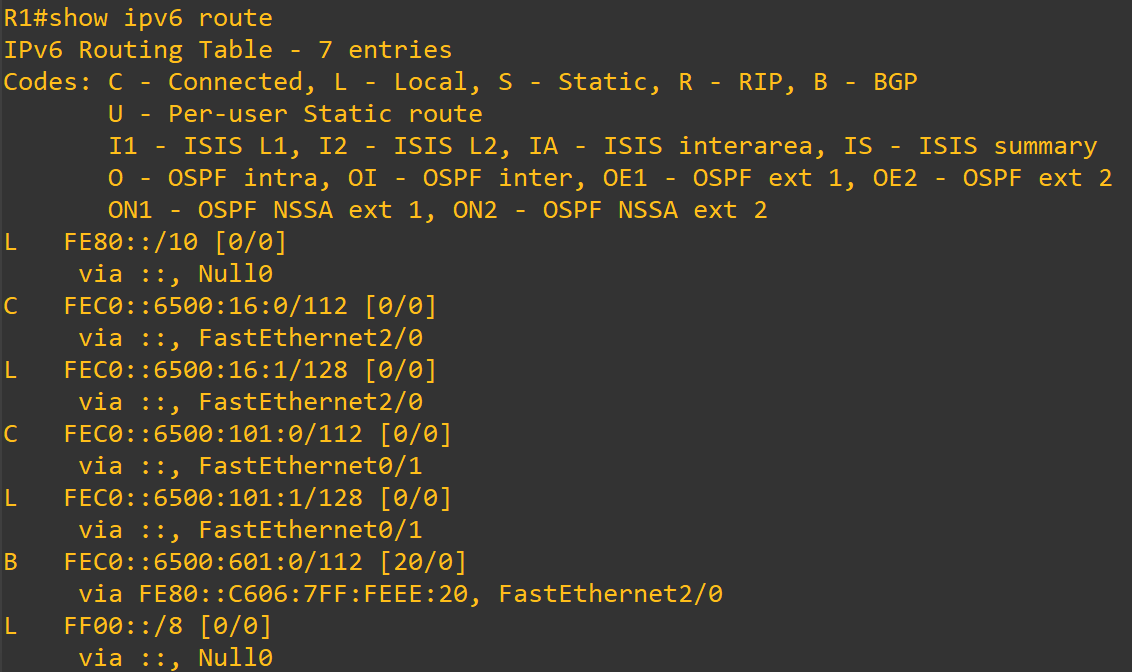 R1#show ipv6 route
IPv6 Routing Table - 7 entries
Codes: C - Connected, L - Local, S - Static, R - RIP, B - BGP
       U - Per-user Static route
       I1 - ISIS L1, I2 - ISIS L2, IA - ISIS interarea, IS - ISIS summary
       O - OSPF intra, OI - OSPF inter, OE1 - OSPF ext 1, OE2 - OSPF ext 2
       ON1 - OSPF NSSA ext 1, ON2 - OSPF NSSA ext 2
L   FE80::/10 [0/0]
     via ::, Null0
C   FEC0::6500:16:0/112 [0/0]
     via ::, FastEthernet2/0
L   FEC0::6500:16:1/128 [0/0]
     via ::, FastEthernet2/0
C   FEC0::6500:101:0/112 [0/0]
     via ::, FastEthernet0/1
L   FEC0::6500:101:1/128 [0/0]
     via ::, FastEthernet0/1
B   FEC0::6500:601:0/112 [20/0]
     via FE80::C606:7FF:FEEE:20, FastEthernet2/0
L   FF00::/8 [0/0]
     via ::, Null0